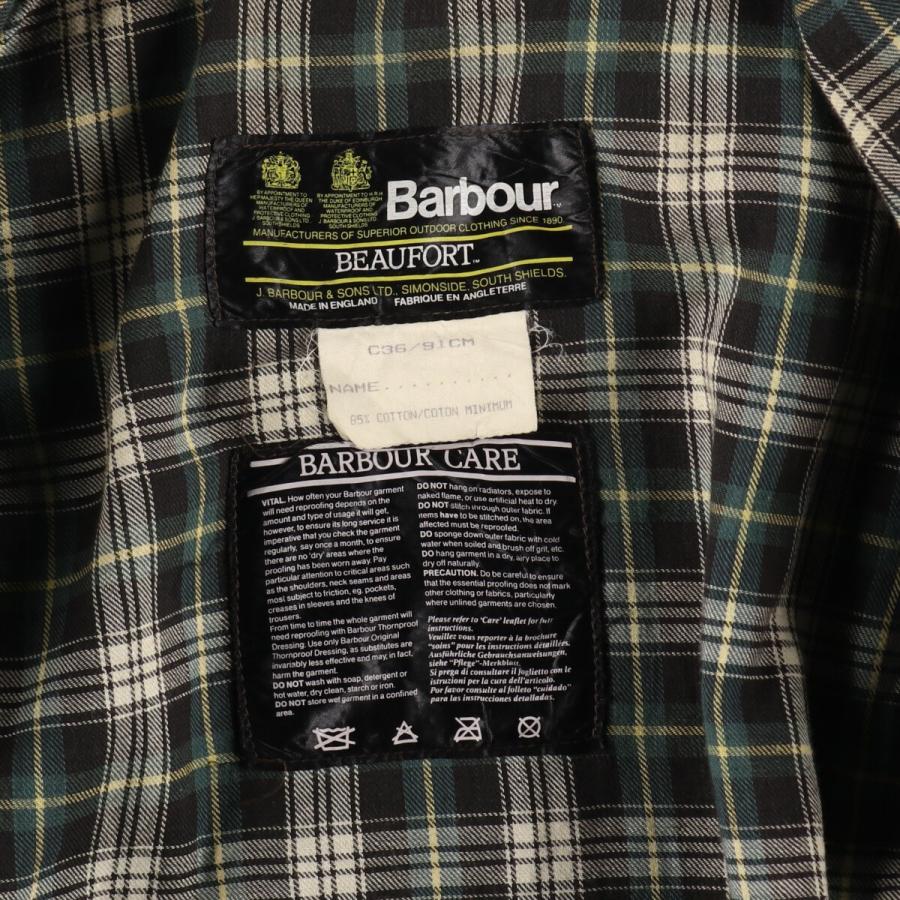 BY APPOINTMENT TO
HER MAJESTY THE QUEEN
MANUFACTURERS OF
WATERPROOF AND
PROTECTIVE CLOTHING
J BARBOUR & SONS LTD
SOUTH SHIELDS
BY APPOINTMENT TO H.R.H
THE DUKE OF EDINBURGH
MANUFACTURERS OF
WATERPROOF AND
PROTECTIVE CLOTHING
J BARBOUR & SONS LTD
SOUTH SHIELDS
Barbour™
MANUFACTURERS OF SUPERIOR OUTDOOR CLOTHING SINCE 1890.
BEAUFORT™
J. BARBOUR & SONS LTD., SIMONSIDE, SOUTH SHIELDS.
MADE IN ENGLAND FABRIQUE EN ANGLETERRE
C36/91CM
NAME..........
85% COTTON/COTON MINIMUM
BARBOUR CARE
VITAL. How often your Barbour garment
will need reproofing depends on the
amount and type of usage it will get,
however, to ensure its long service it is
imperative that you check the garment
regularly, say once a month, to ensure
there are no 'dry' areas where the
proofing has been worn away. Pay
particular attention to critical areas such
as the shoulders, neck seams and areas
most subject to friction, eg. pockets,
creases in sleeves and the knees of
trousers.
From time to time the whole garment will
need reproofing with Barbour Thornproof
Dressing. Use only Barbour Original
Thornproof Dressing, as substitutes are
invariably less effective and may, in fact,
harm the garment.
DO NOT wash with soap, detergent or
hot water, dry clean, starch or iron.
DO NOT store wet garment in a confined
area.
DO NOT hang on radiators, expose to
naked flame, or use artificial heat to dry.
DO NOT stitch through outer fabric. If
items have to be stitched on, the area
affected must be reproofed.
DO sponge down outer fabric with cold
water when soiled and brush off grit, etc.
DO hang garment in a dry, airy place to
dry off naturally.
PRECAUTION. Do be careful to ensure
that the essential proofing does not mark
other clothing or fabrics, particularly
where unlined garments are chosen.
Please refer to 'Care' leaflet for full
instructions.
Veuillez vous reporter à la brochure
"soins" pour les instructions détaillées.
Ausführliche Gebrauchsanweisungen,
siehe "Pflege"-Merkblatt.
Si prega di consultare il foglietto con le
istruzioni per la cura dell'articolo.
Por favor consulte al folleto "cuidado"
para las instrucciones detalladas.